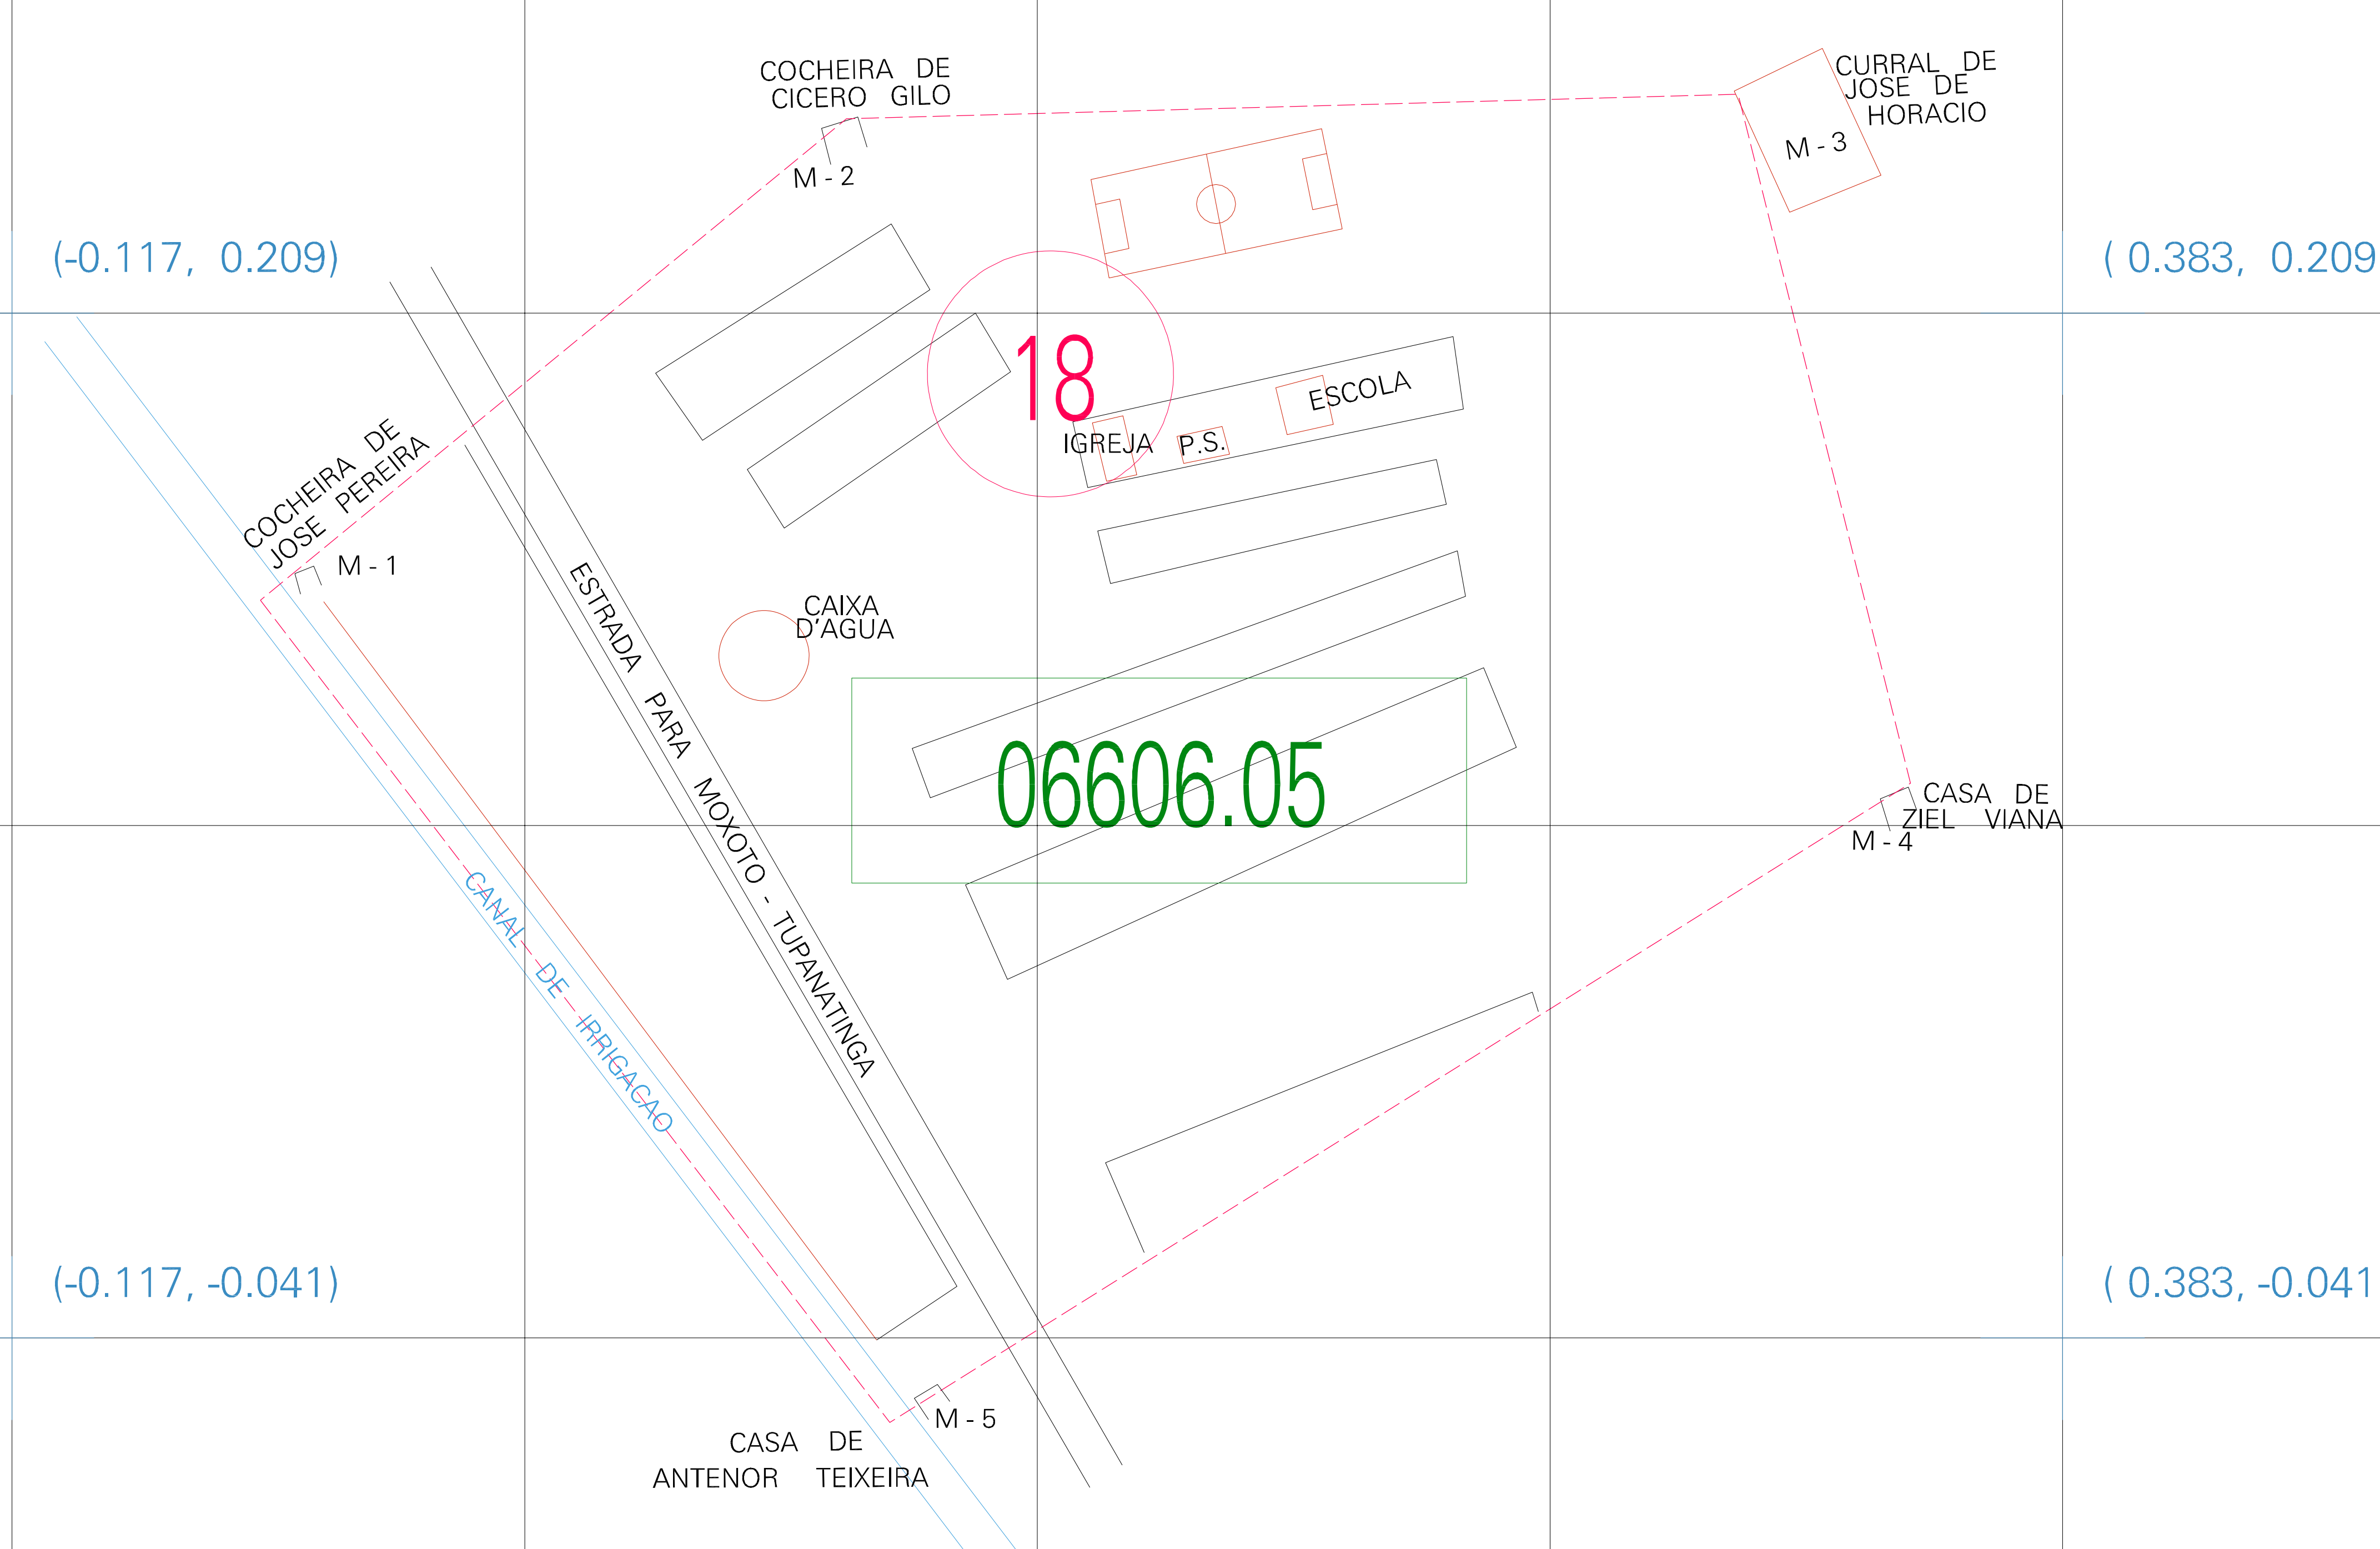 COCHEIRA DE
CICERO GILO
M - 2
CURRAL DE
JOSE DE
HORACIO
M - 3
(-0.117, 0.209)
( 0.383, 0.209
18
ESCOLA
IGREJA
P.S.
COCHEIRA DE
JOSE PEREIRA
M - 1
CAIXA
D'AGUA
ESTRADA PARA MOXOTO - TUPANATINGA
06606.05
CASA DE
ZIEL VIANA
M - 4
CANAL DE IRRIGACAO
(-0.117, -0.041)
( 0.383, -0.041
M - 5
CASA DE
ANTENOR TEIXEIRA